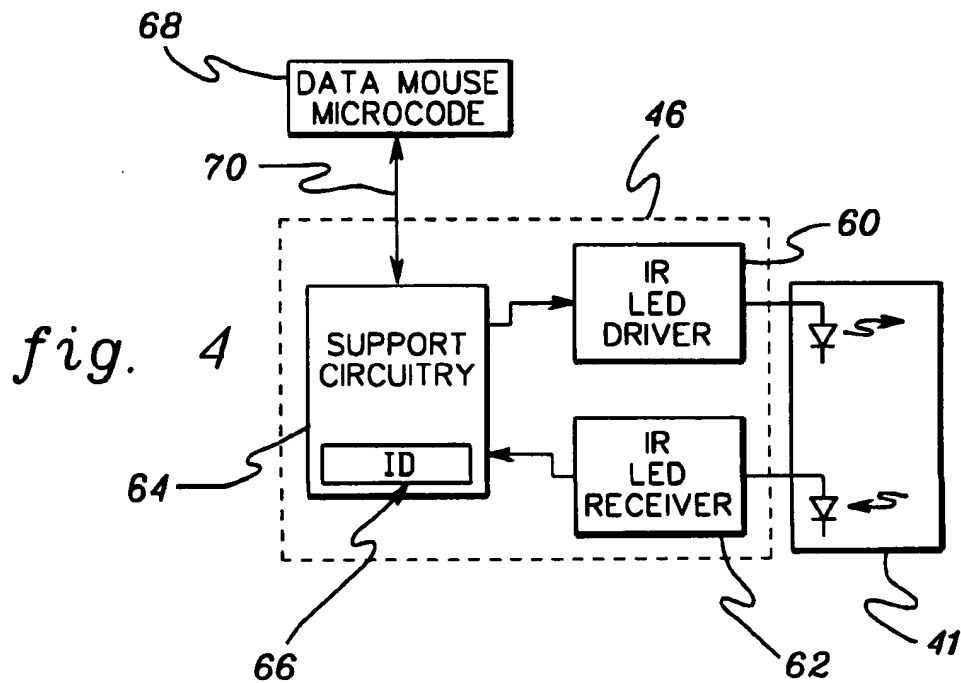 68
DATA MOUSE
MICROCODE
46
70
60
IR
LED
DRIVER
fig. 4
SUPPORT
CIRCUITRY
IR
LED
RECEIVER
64
ID
66
62
41